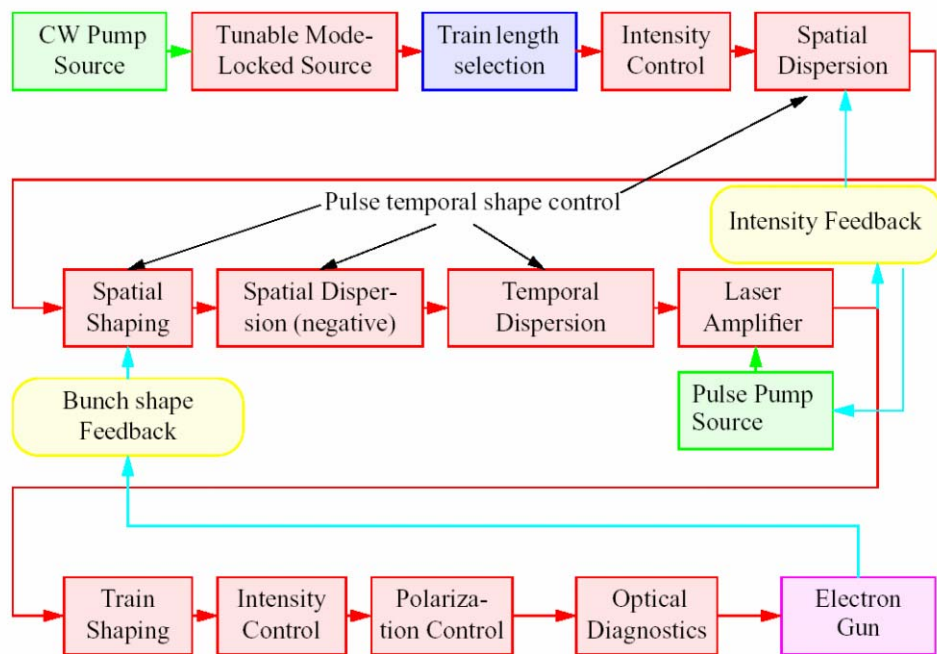 CW Pump
Source
Tunable Mode-
Locked Source
Train length
selection
Intensity
Control
Spatial
Dispersion
Pulse temporal shape control
Intensity Feedback
Spatial
Shaping
Spatial Disper-
sion (negative)
Temporal
Dispersion
Laser
Amplifier
Bunch shape
Feedback
Pulse Pump
Source
Train
Shaping
Intensity
Control
Polariza-
tion Control
Optical
Diagnostics
Electron
Gun